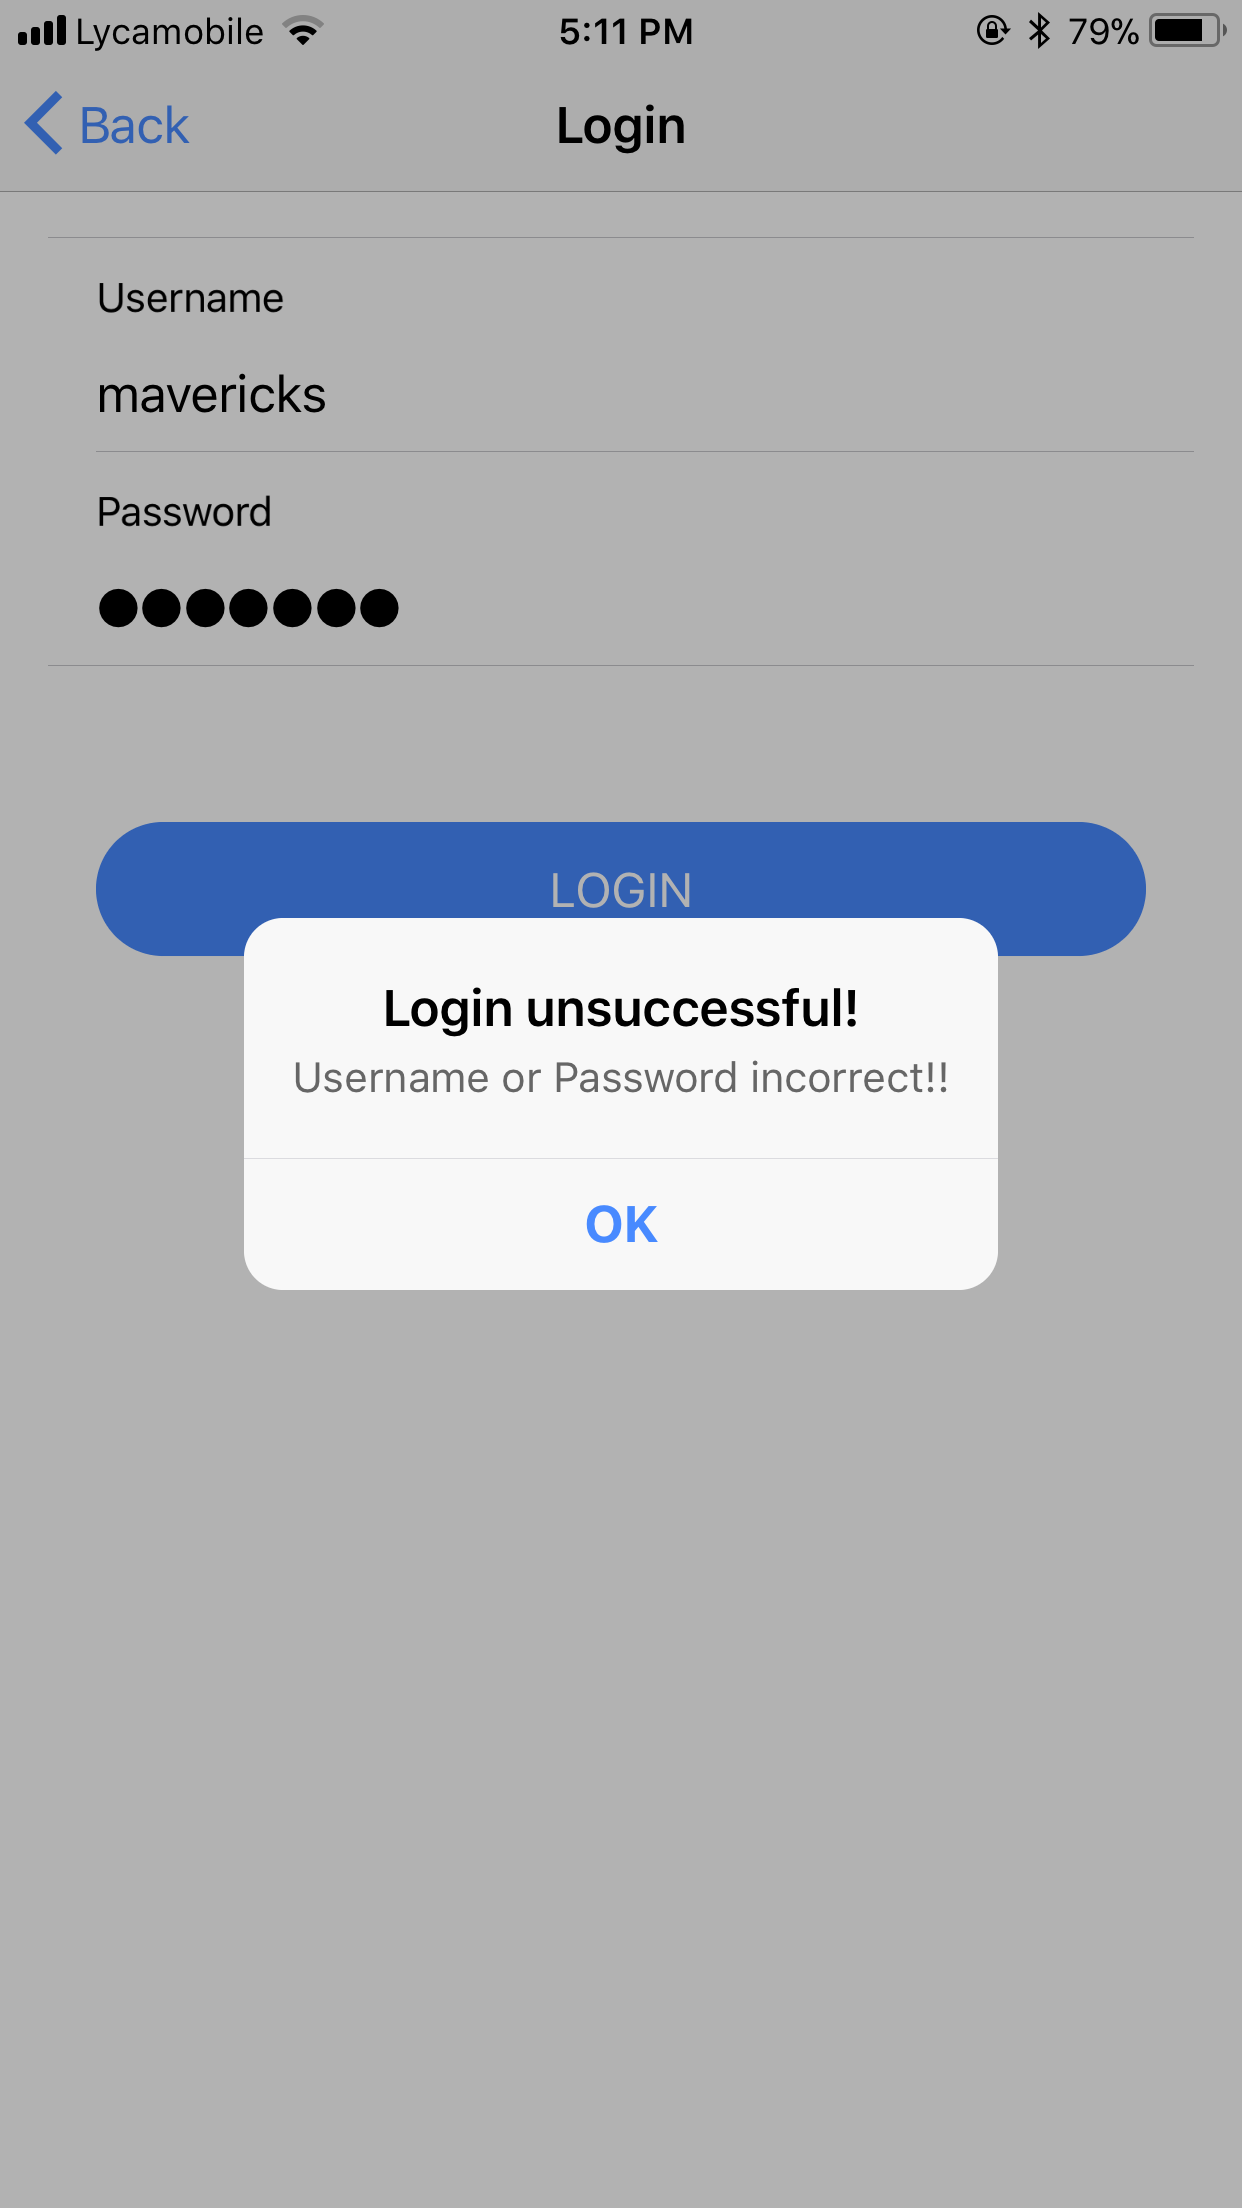 Lycamobile 5:11 PM 79%
Back Login
Username
mavericks
Password
LOGIN
Login unsuccessful!
Username or Password incorrect!!
OK